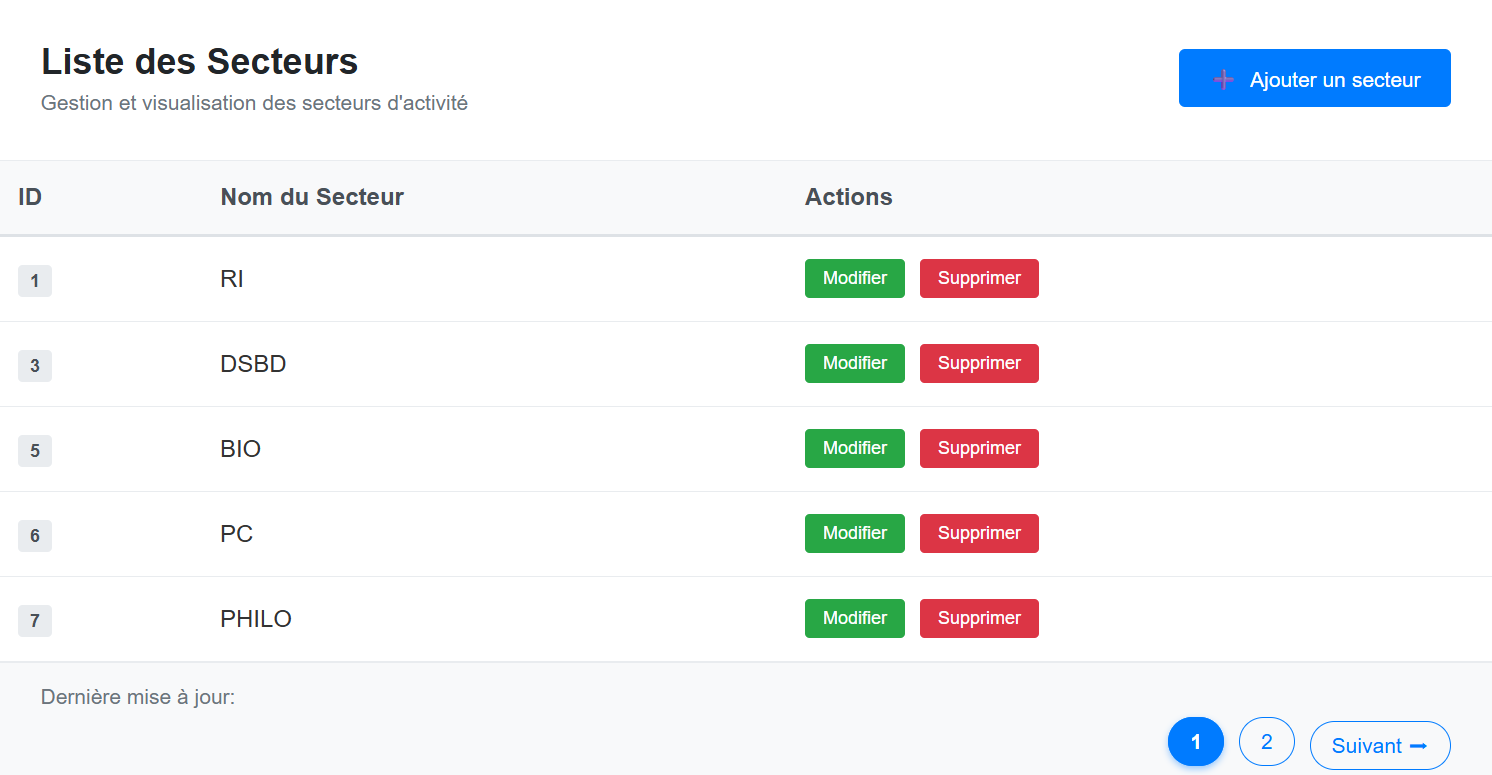 Liste des Secteurs
Gestion et visualisation des secteurs d'activité
➕ Ajouter un secteur
ID Nom du Secteur Actions
1 RI Modifier Supprimer
3 DSBD Modifier Supprimer
5 BIO Modifier Supprimer
6 PC Modifier Supprimer
7 PHILO Modifier Supprimer
Dernière mise à jour:
1 2 Suivant ➞